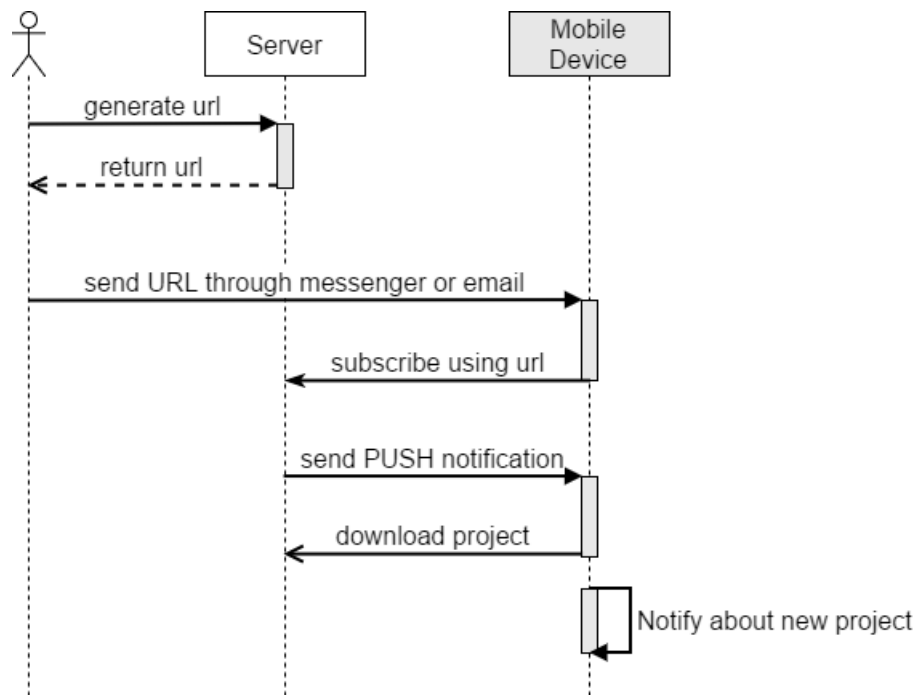 Server
Mobile
Device
generate url
return url
send URL through messenger or email
subscribe using url
send PUSH notification
download project
Notify about new project